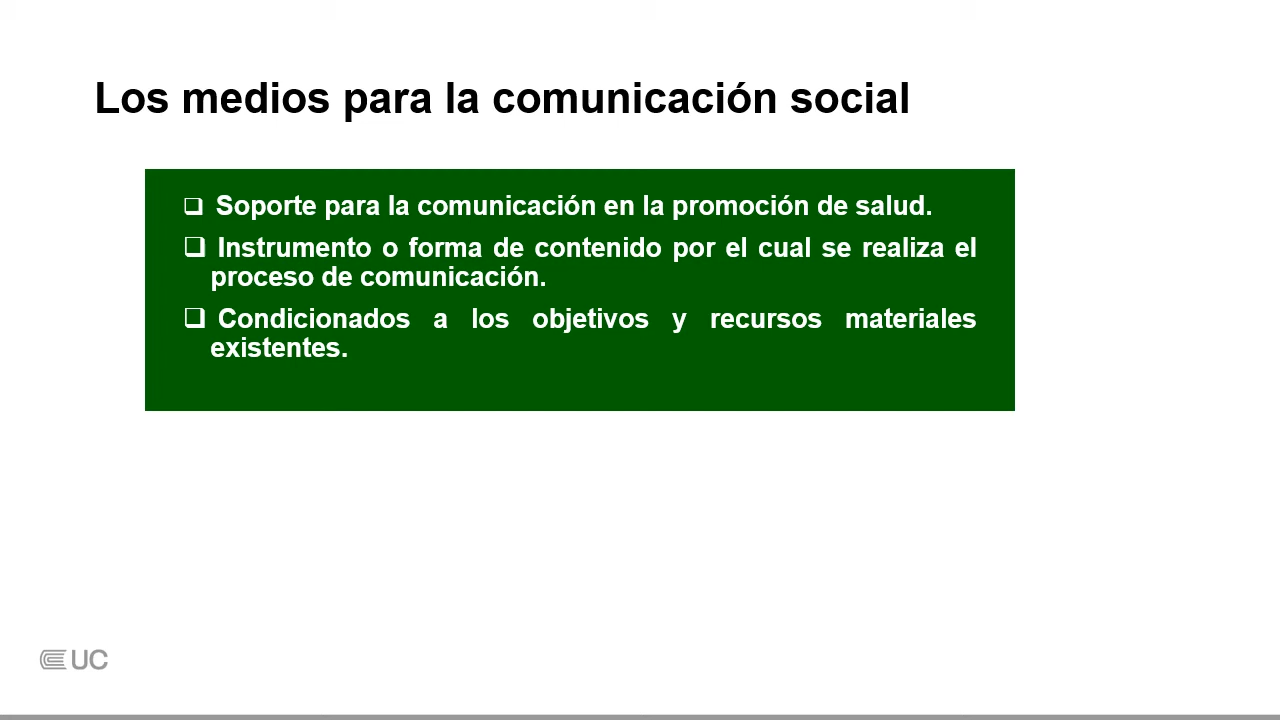 Los medios para la comunicación social
❑ Soporte para la comunicación en la promoción de salud.
❑ Instrumento o forma de contenido por el cual se realiza el
proceso de comunicación.
❑ Condicionados a los objetivos y recursos materiales
existentes.
UC